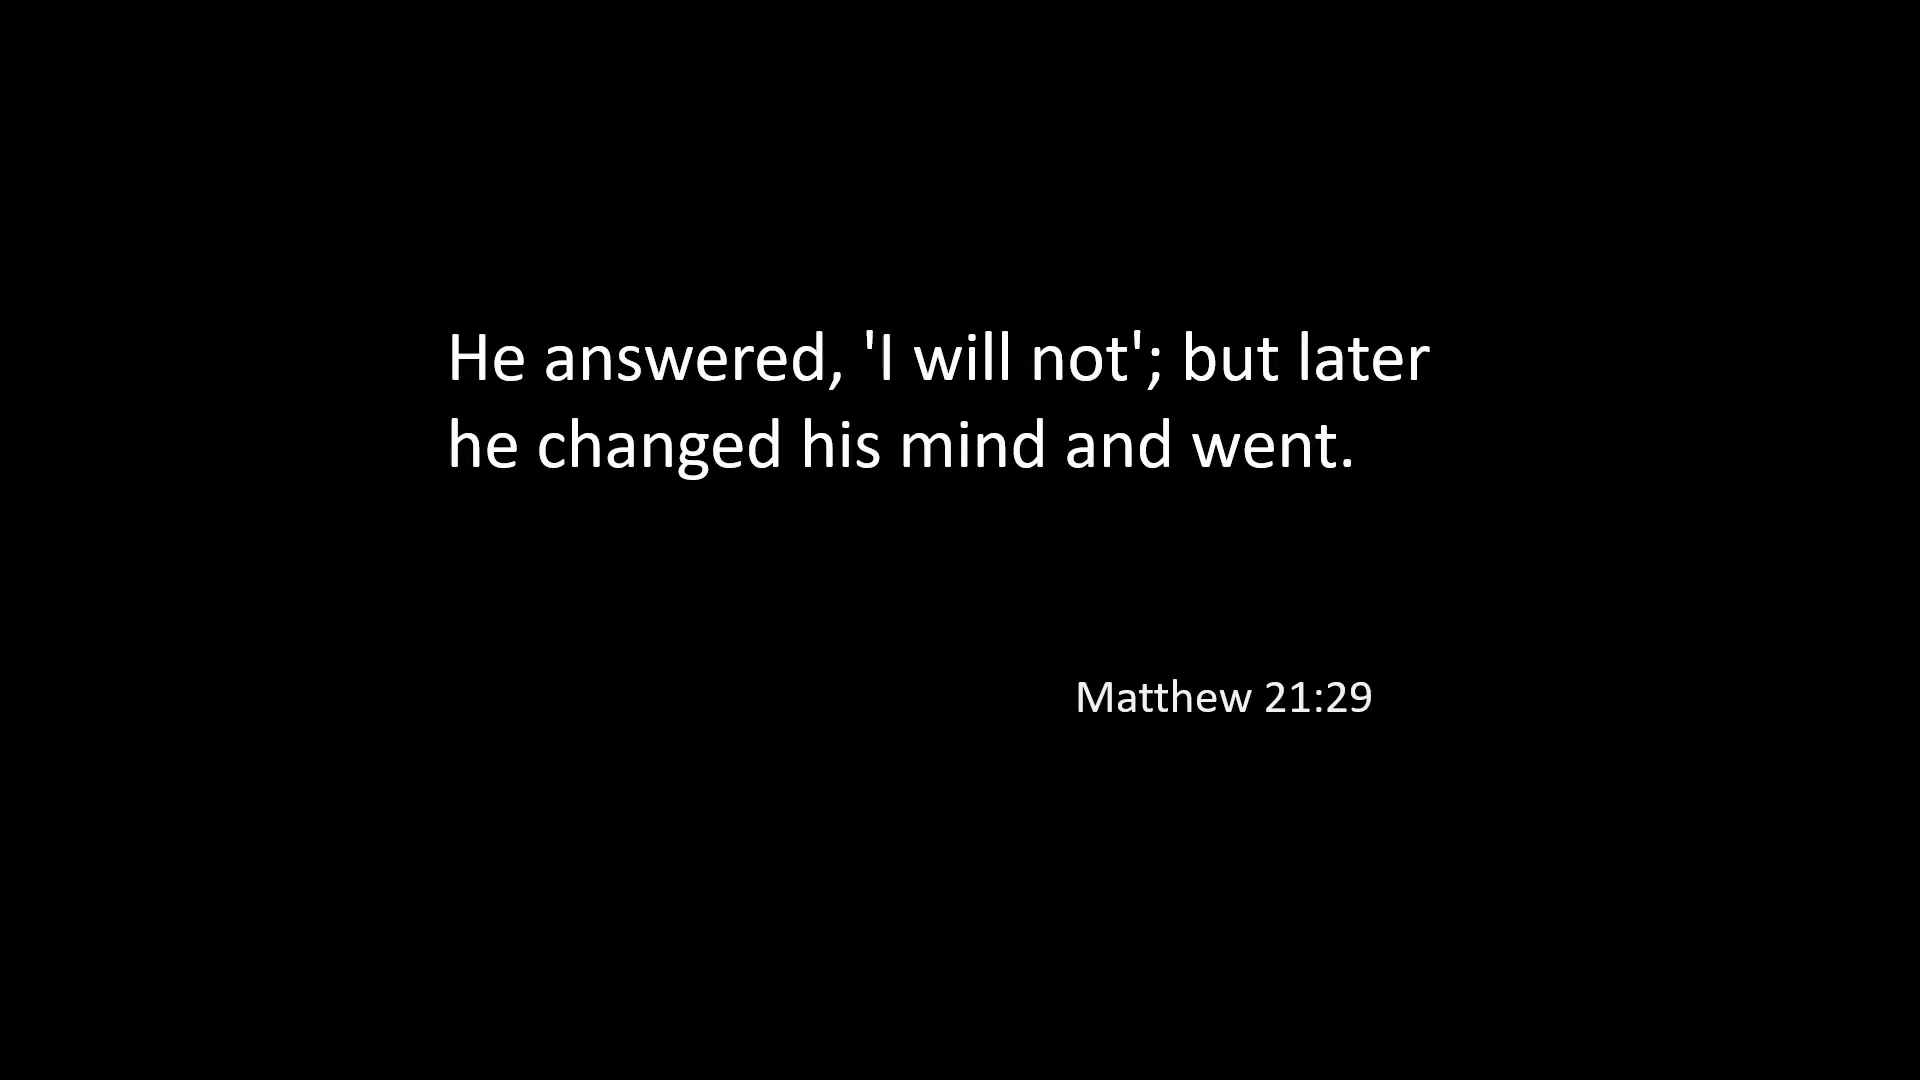 He answered, 'I will not'; but later
he changed his mind and went.
Matthew 21:29